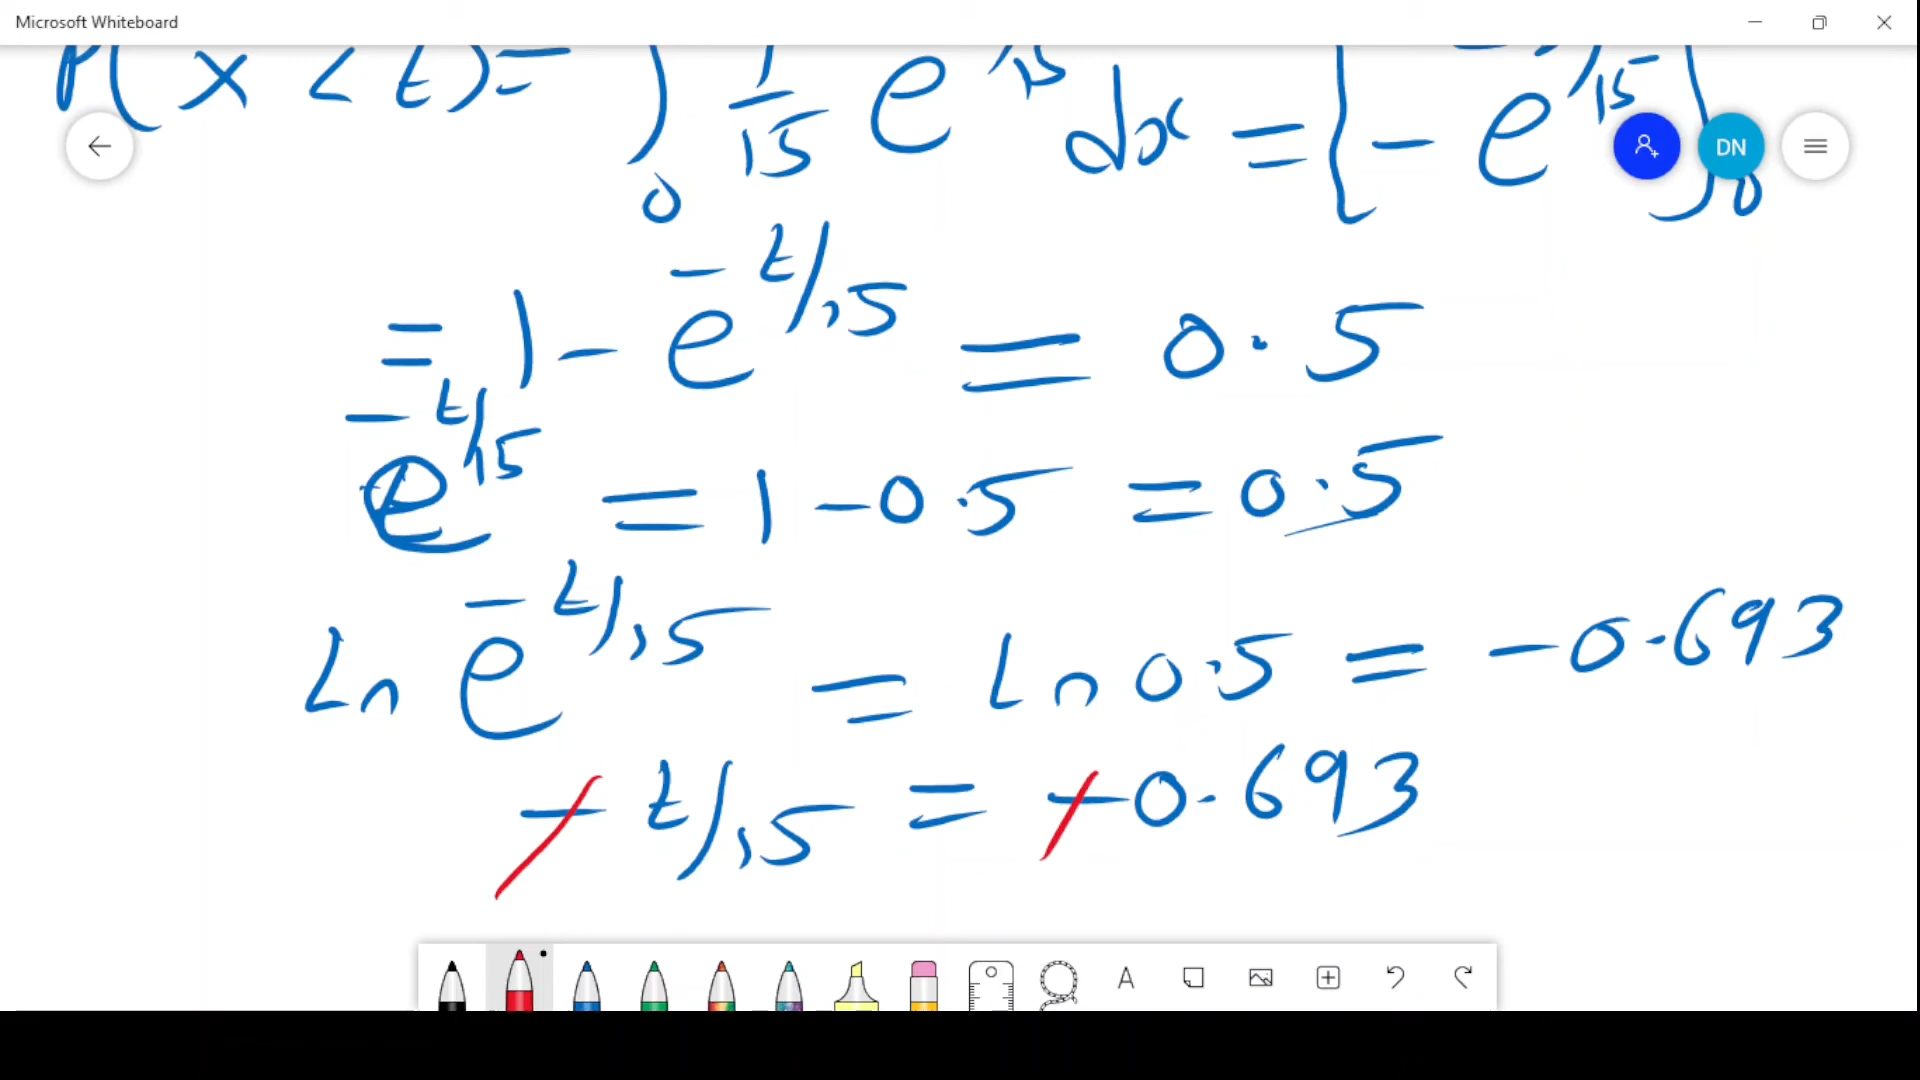 Microsoft Whiteboard
P(x < t) = ∫₀ 1/15 e /15 dx = [- e /15]₀
DN
= 1 - e^(-t/15) = 0.5
e^(-t/15) = 1 - 0.5 = 0.5
Ln e^(-t/15) = Ln 0.5 = -0.693
- t/15 = -0.693
A